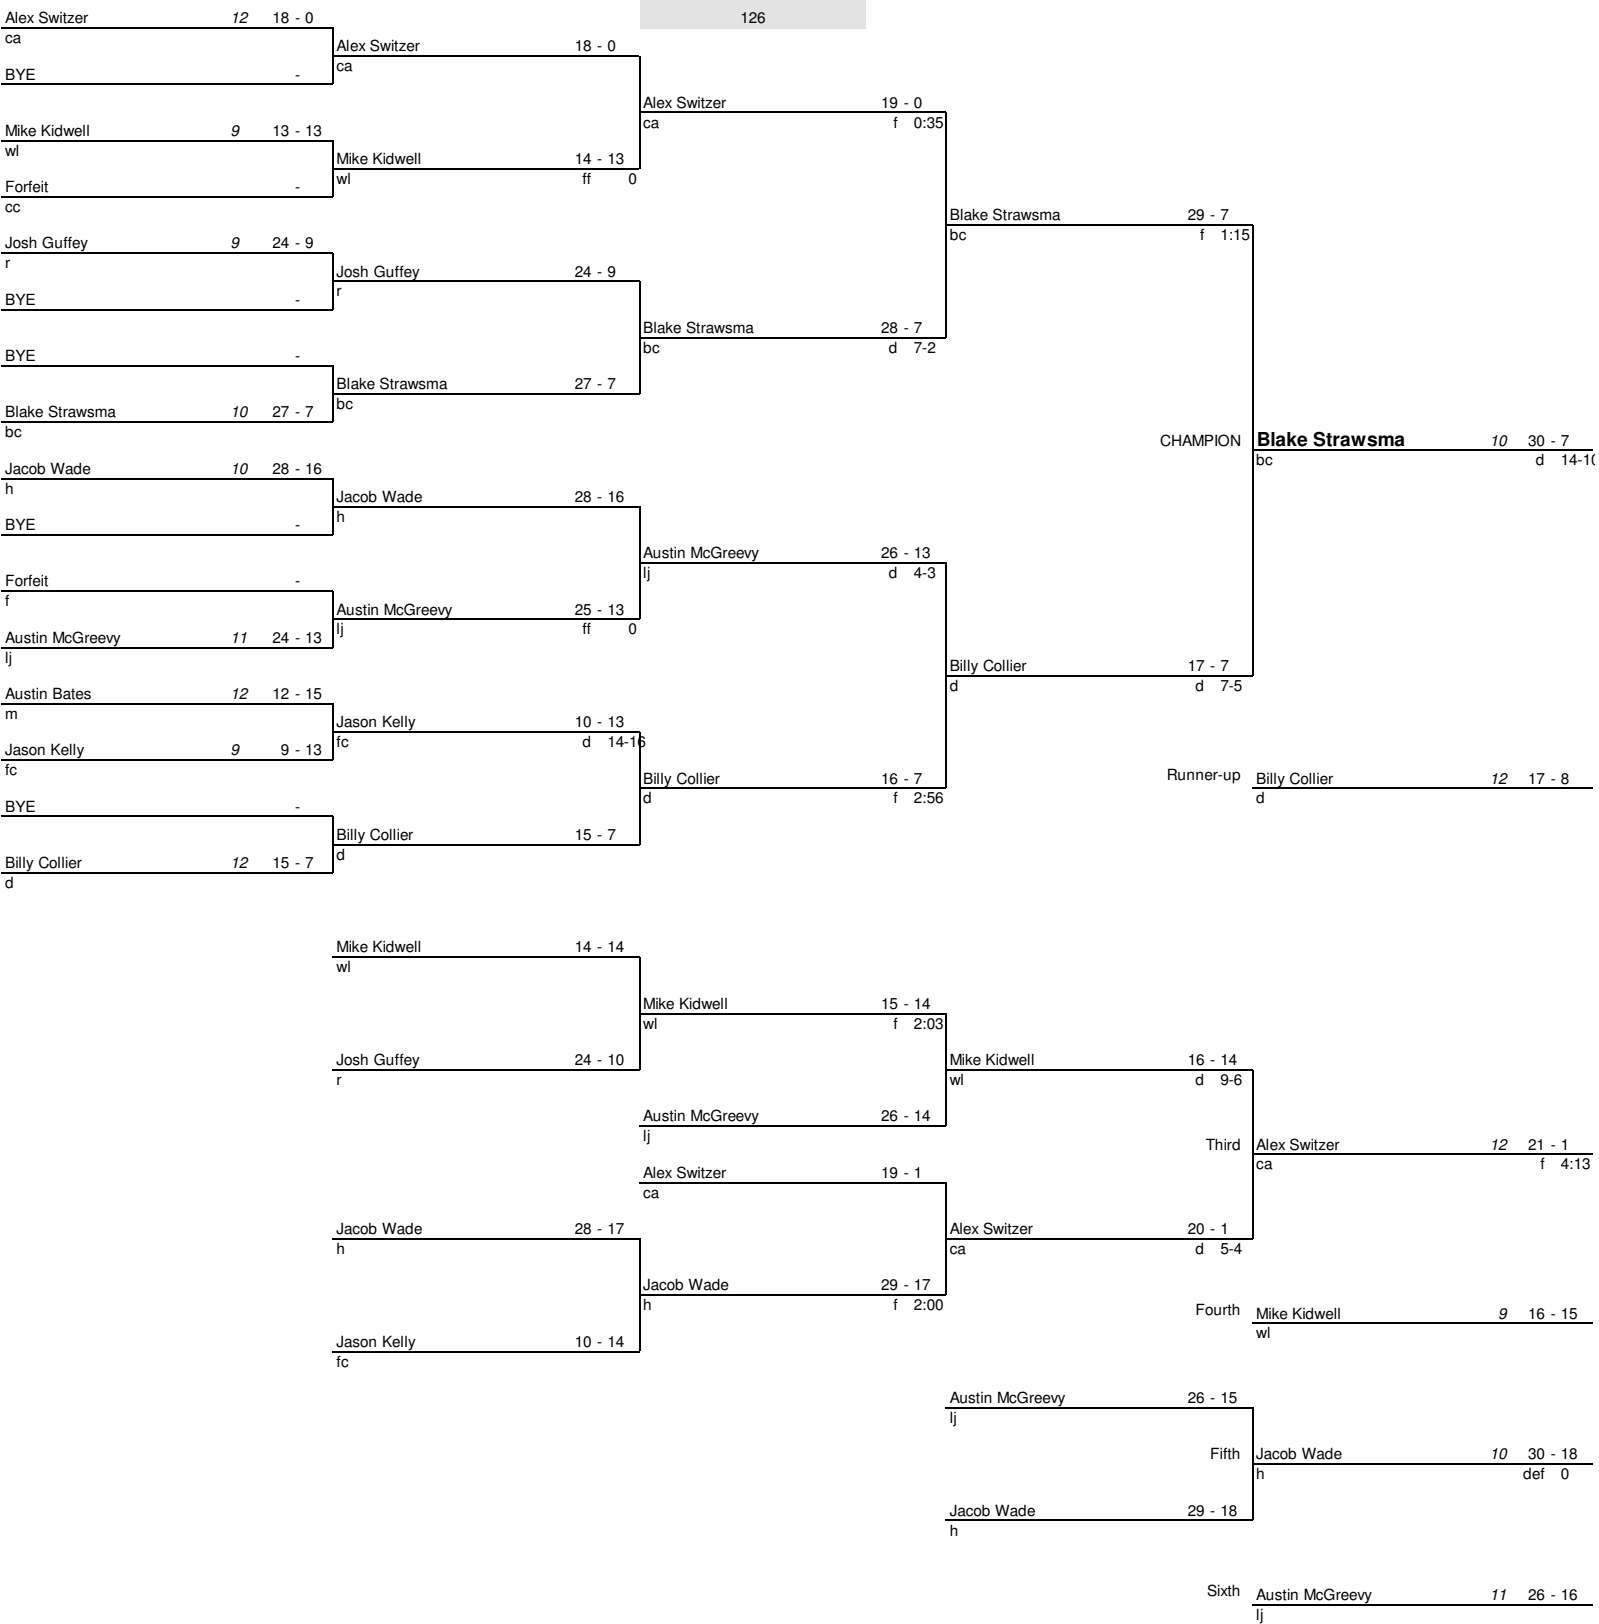 Alex Switzer 12 18 - 0 126
ca
Alex Switzer 18 - 0
ca
BYE -
Alex Switzer 19 - 0
ca f 0:35
Mike Kidwell 9 13 - 13
wl
Mike Kidwell 14 - 13
wl ff 0
Forfeit -
cc
Blake Strawsma 29 - 7
bc f 1:15
Josh Guffey 9 24 - 9
r
Josh Guffey 24 - 9
r
BYE -
Blake Strawsma 28 - 7
bc d 7-2
BYE -
Blake Strawsma 27 - 7
bc
Blake Strawsma 10 27 - 7
bc
CHAMPION Blake Strawsma 10 30 - 7
bc d 14-10
Jacob Wade 10 28 - 16
h
Jacob Wade 28 - 16
h
BYE -
Austin McGreevy 26 - 13
lj d 4-3
Forfeit -
f
Austin McGreevy 25 - 13
lj ff 0
Austin McGreevy 11 24 - 13
lj
Billy Collier 17 - 7
d d 7-5
Austin Bates 12 12 - 15
m
Jason Kelly 10 - 13
fc d 14-16
Jason Kelly 9 9 - 13
fc
Billy Collier 16 - 7
d f 2:56
Runner-up Billy Collier 12 17 - 8
d
BYE -
Billy Collier 15 - 7
d
Billy Collier 12 15 - 7
d
Mike Kidwell 14 - 14
wl
Mike Kidwell 15 - 14
wl f 2:03
Josh Guffey 24 - 10
r
Mike Kidwell 16 - 14
wl d 9-6
Austin McGreevy 26 - 14
lj
Third Alex Switzer 12 21 - 1
ca f 4:13
Alex Switzer 19 - 1
ca
Jacob Wade 28 - 17
h
Alex Switzer 20 - 1
ca d 5-4
Jacob Wade 29 - 17
h f 2:00
Fourth Mike Kidwell 9 16 - 15
wl
Jason Kelly 10 - 14
fc
Austin McGreevy 26 - 15
lj
Fifth Jacob Wade 10 30 - 18
h def 0
Jacob Wade 29 - 18
h
Sixth Austin McGreevy 11 26 - 16
lj